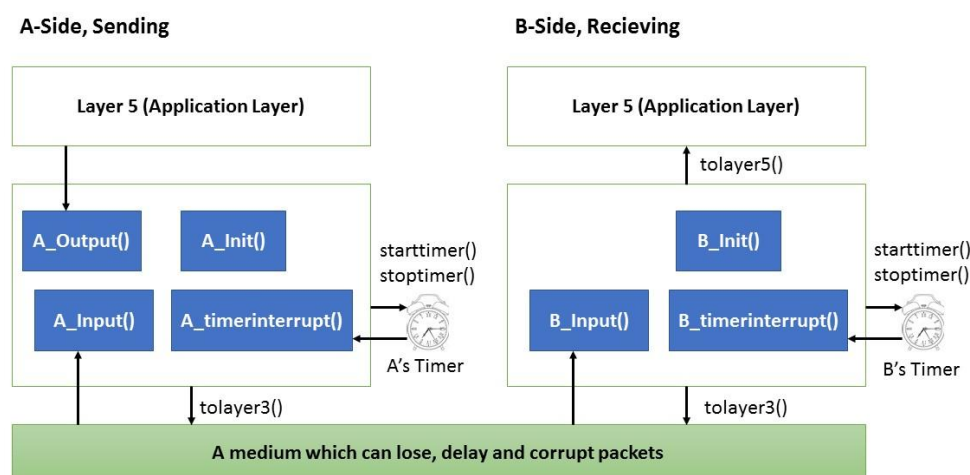 A-Side, Sending
B-Side, Recieving
Layer 5 (Application Layer)
Layer 5 (Application Layer)
tolayer5()
A_Output()
A_Init()
B_Init()
starttimer()
stoptimer()
starttimer()
stoptimer()
A_Input()
A_timerinterrupt()
B_Input()
B_timerinterrupt()
A's Timer
B's Timer
tolayer3()
tolayer3()
A medium which can lose, delay and corrupt packets